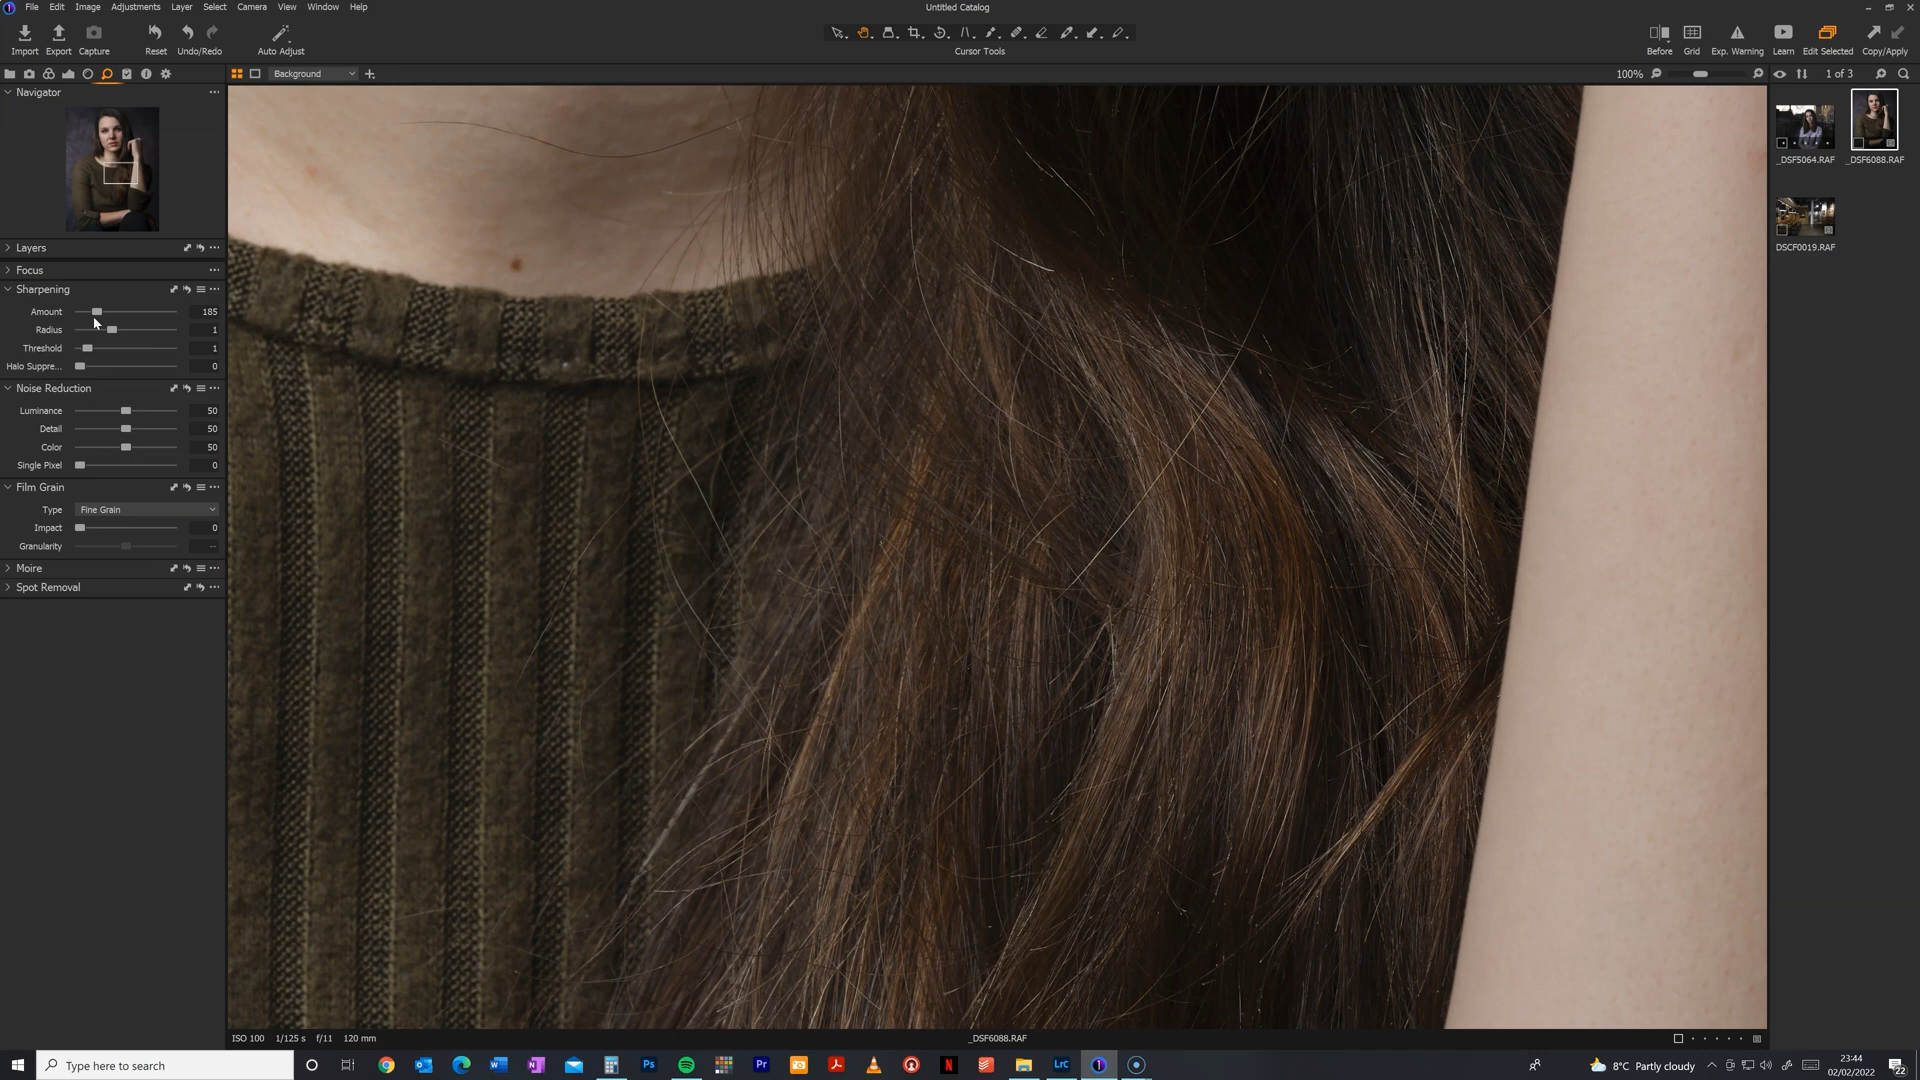 File Edit Image Adjustments Layer Select Camera View Window Help
Untitled Catalog
Import Export Capture Reset Undo/Redo Auto Adjust
Cursor Tools
Before Grid Exp. Warning Learn Edit Selected Copy/Apply
Background
100%
1 of 3
Navigator
_DSF5064.RAF _DSF6088.RAF
DSCF0019.RAF
Layers
Focus
Sharpening
Amount 185
Radius 1
Threshold 1
Halo Suppre... 0
Noise Reduction
Luminance 50
Detail 50
Color 50
Single Pixel 0
Film Grain
Type Fine Grain
Impact 0
Granularity --
Moire
Spot Removal
ISO 100 1/125 s f/11 120 mm
_DSF6088.RAF
Type here to search
Ps
Pr
LrC
8°C Partly cloudy
23:44
02/02/2022
22